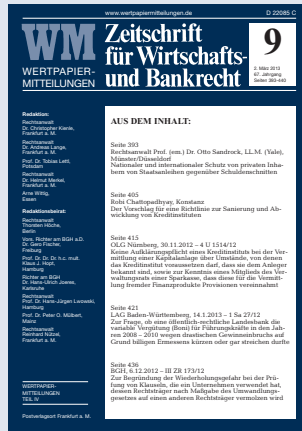 www.wertpapiermitteilungen.de
D 22085 C
WM
WERTPAPIER-
MITTEILUNGEN
Zeitschrift
für Wirtschafts-
und Bankrecht
9
2. März 2013
67. Jahrgang
Seiten 393-440
Redaktion:
Rechtsanwalt
Dr. Christopher Kienle,
Frankfurt a. M.
Rechtsanwalt
Dr. Andreas Lange,
Frankfurt a. M.
Prof. Dr. Tobias Lettl,
Potsdam
Rechtsanwalt
Dr. Helmut Merkel,
Frankfurt a. M.
Arne Wittig,
Essen
Redaktionsbeirat:
Rechtsanwalt
Thorsten Höche,
Berlin
Vors. Richter am BGH a.D.
Dr. Gero Fischer,
Freiburg
Prof. Dr. Dr. Dr. h.c. mult.
Klaus J. Hopt,
Hamburg
Richter am BGH
Dr. Hans-Ulrich Joeres,
Karlsruhe
Rechtsanwalt
Prof. Dr. Hans-Jürgen Lwowski,
Hamburg
Prof. Dr. Peter O. Mülbert,
Mainz
Rechtsanwalt
Reinhard Nützel,
Frankfurt a. M.
WERTPAPIER-
MITTEILUNGEN
TEIL IV
Postverlagsort Frankfurt a. M.
AUS DEM INHALT:
Seite 393
Rechtsanwalt Prof. (em.) Dr. Otto Sandrock, LL.M. (Yale),
Münster/Düsseldorf
Nationaler und internationaler Schutz von privaten Inha-
bern von Staatsanleihen gegenüber Schuldenschnitten
Seite 405
Robi Chattopadhyay, Konstanz
Der Vorschlag für eine Richtlinie zur Sanierung und Ab-
wicklung von Kreditinstituten
Seite 415
OLG Nürnberg, 30.11.2012 – 4 U 1514/12
Keine Aufklärungspflicht eines Kreditinstituts bei der Ver-
mittlung einer Kapitalanlage über Umstände, von denen
das Kreditinstitut voraussetzen darf, dass sie dem Anleger
bekannt sind, sowie zur Kenntnis eines Mitglieds des Ver-
waltungsrats einer Sparkasse, dass diese für die Vermitt-
lung fremder Finanzprodukte Provisionen vereinnahmt
Seite 421
LAG Baden-Württemberg, 14.1.2013 – 1 Sa 27/12
Zur Frage, ob eine öffentlich-rechtliche Landesbank die
variable Vergütung (Boni) für Führungskräfte in den Jah-
ren 2008 – 2010 wegen drastischen Gewinneinbruchs auf
Grund billigen Ermessens kürzen oder gar streichen durfte
Seite 436
BGH, 6.12.2012 – III ZR 173/12
Zur Begründung der Wiederholungsgefahr bei der Prü-
fung von Klauseln, die ein Unternehmen verwendet hat,
dessen Rechtsträger nach Maßgabe des Umwandlungs-
gesetzes auf einen anderen Rechtsträger verschmolzen wird